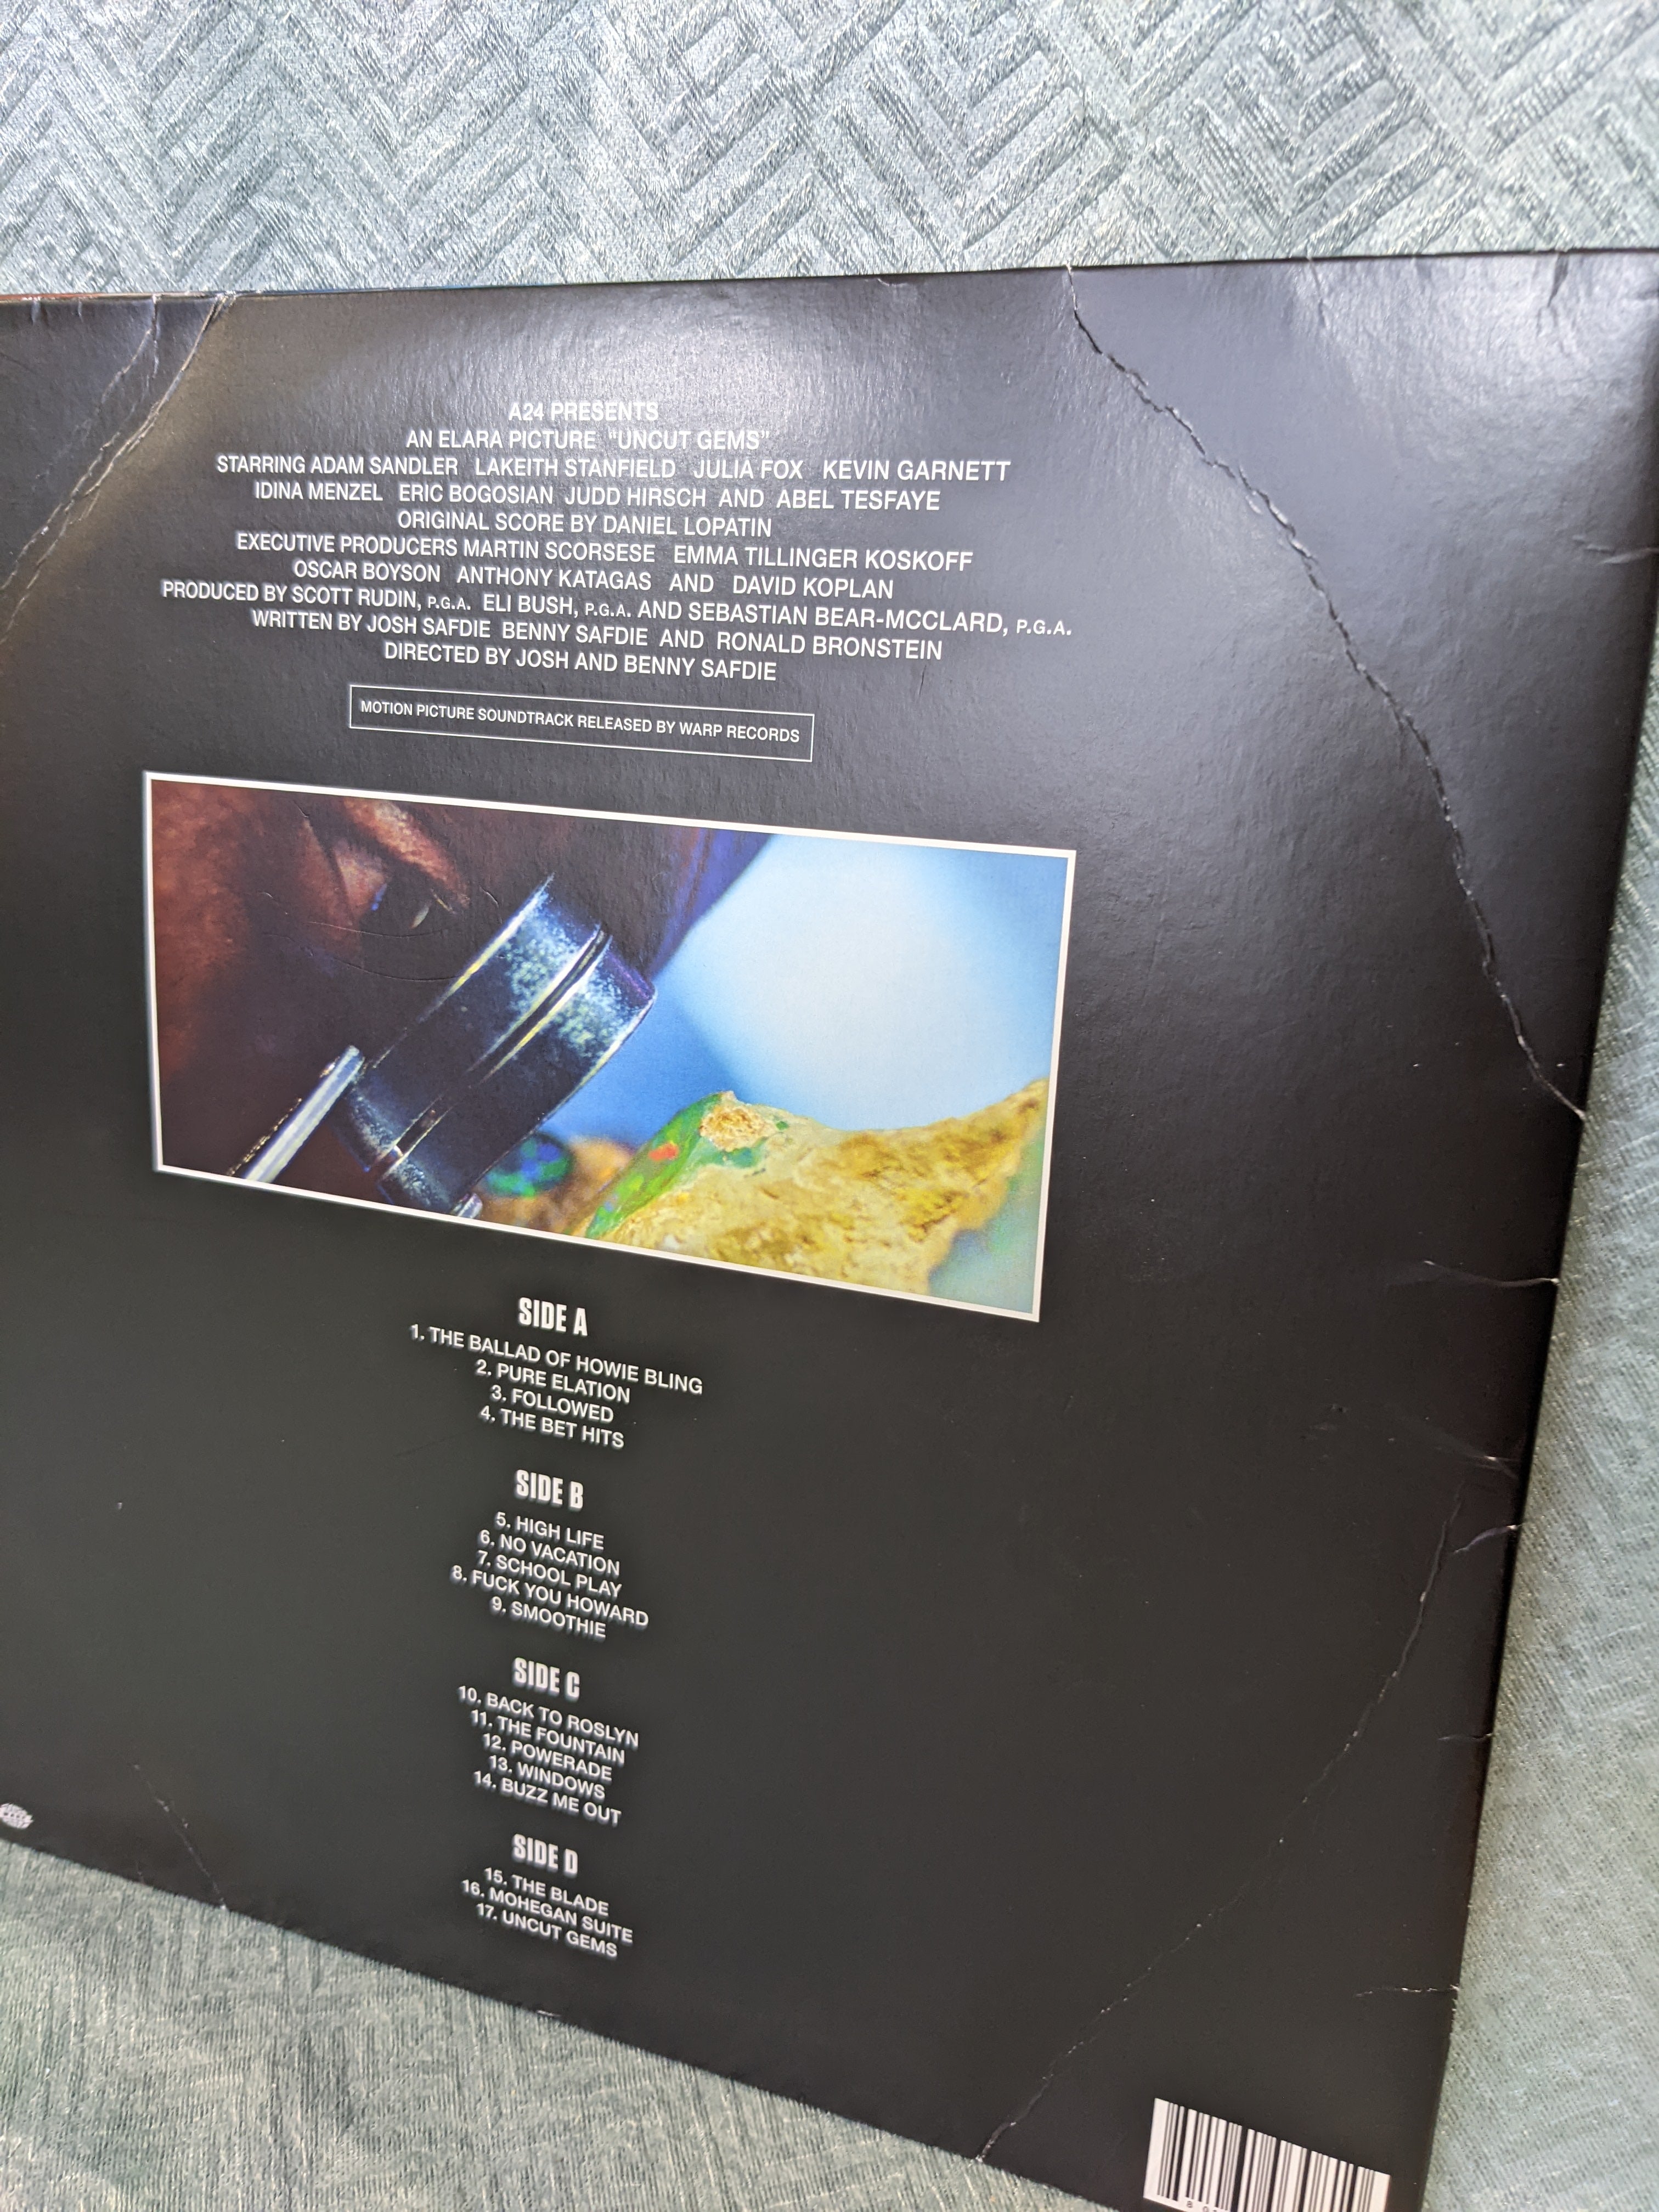 A24 PRESENTS
AN ELARA PICTURE "UNCUT GEMS"
STARRING ADAM SANDLER LAKEITH STANFIELD JULIA FOX KEVIN GARNETT
IDINA MENZEL ERIC BOGOSIAN JUDD HIRSCH AND ABEL TESFAYE
ORIGINAL SCORE BY DANIEL LOPATIN
EXECUTIVE PRODUCERS MARTIN SCORSESE EMMA TILLINGER KOSKOFF
OSCAR BOYSON ANTHONY KATAGAS AND DAVID KOPLAN
PRODUCED BY SCOTT RUDIN, P.G.A. ELI BUSH, P.G.A. AND SEBASTIAN BEAR-MCCLARD, P.G.A.
WRITTEN BY JOSH SAFDIE BENNY SAFDIE AND RONALD BRONSTEIN
DIRECTED BY JOSH AND BENNY SAFDIE
MOTION PICTURE SOUNDTRACK RELEASED BY WARP RECORDS
SIDE A
1. THE BALLAD OF HOWIE BLING
2. PURE ELATION
3. FOLLOWED
4. THE BET HITS
SIDE B
5. HIGH LIFE
6. NO VACATION
7. SCHOOL PLAY
8. FUCK YOU HOWARD
9. SMOOTHIE
SIDE C
10. BACK TO ROSLYN
11. THE FOUNTAIN
12. POWERADE
13. WINDOWS
14. BUZZ ME OUT
SIDE D
15. THE BLADE
16. MOHEGAN SUITE
17. UNCUT GEMS